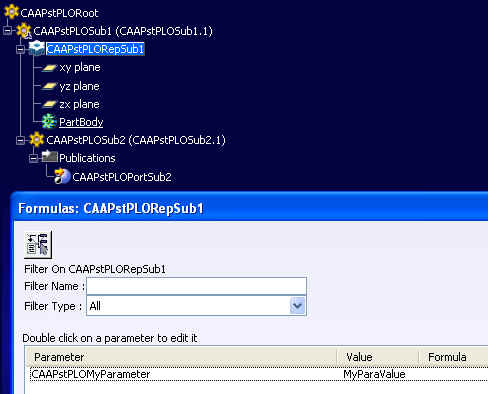 CAAPstPLORoot
CAAPstPLOSub1 (CAAPstPLOSub1.1)
CAAPstPLORepSub1
xy plane
yz plane
zx plane
PartBody
CAAPstPLOSub2 (CAAPstPLOSub2.1)
Publications
CAAPstPLOPortSub2
Formulas: CAAPstPLORepSub1
Filter On CAAPstPLORepSub1
Filter Name :
Filter Type : All
Double click on a parameter to edit it
Parameter Value Formula
CAAPstPLOMyParameter MyParaValue